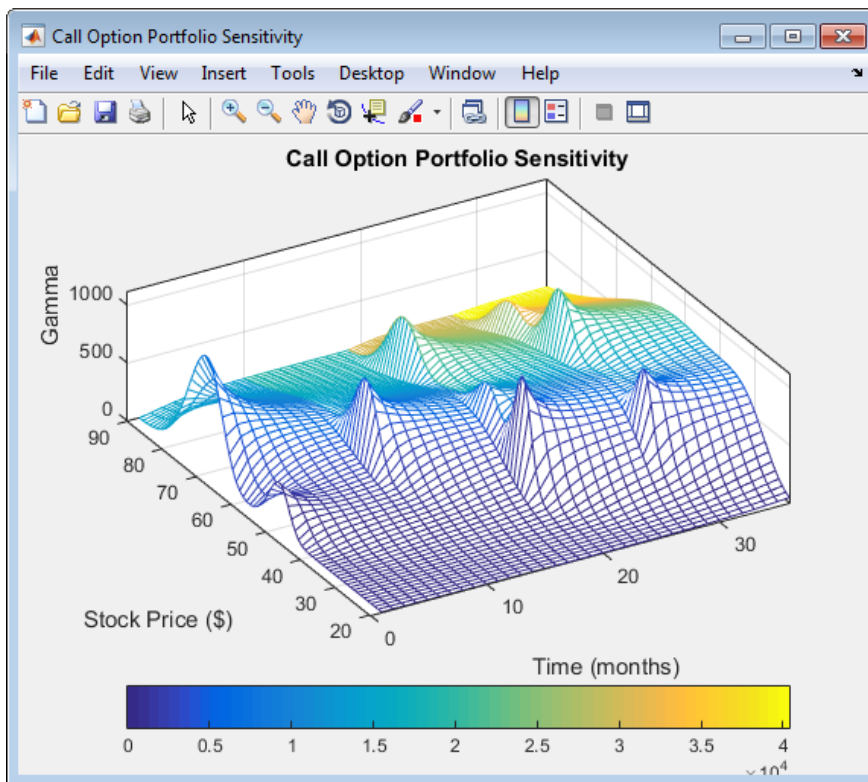 Call Option Portfolio Sensitivity
File Edit View Insert Tools Desktop Window Help
Call Option Portfolio Sensitivity
Gamma
1000
500
0
90
80
70
60
50
40
30
20
0
10
20
30
Stock Price ($)
Time (months)
0 0.5 1 1.5 2 2.5 3 3.5 4
× 10⁴